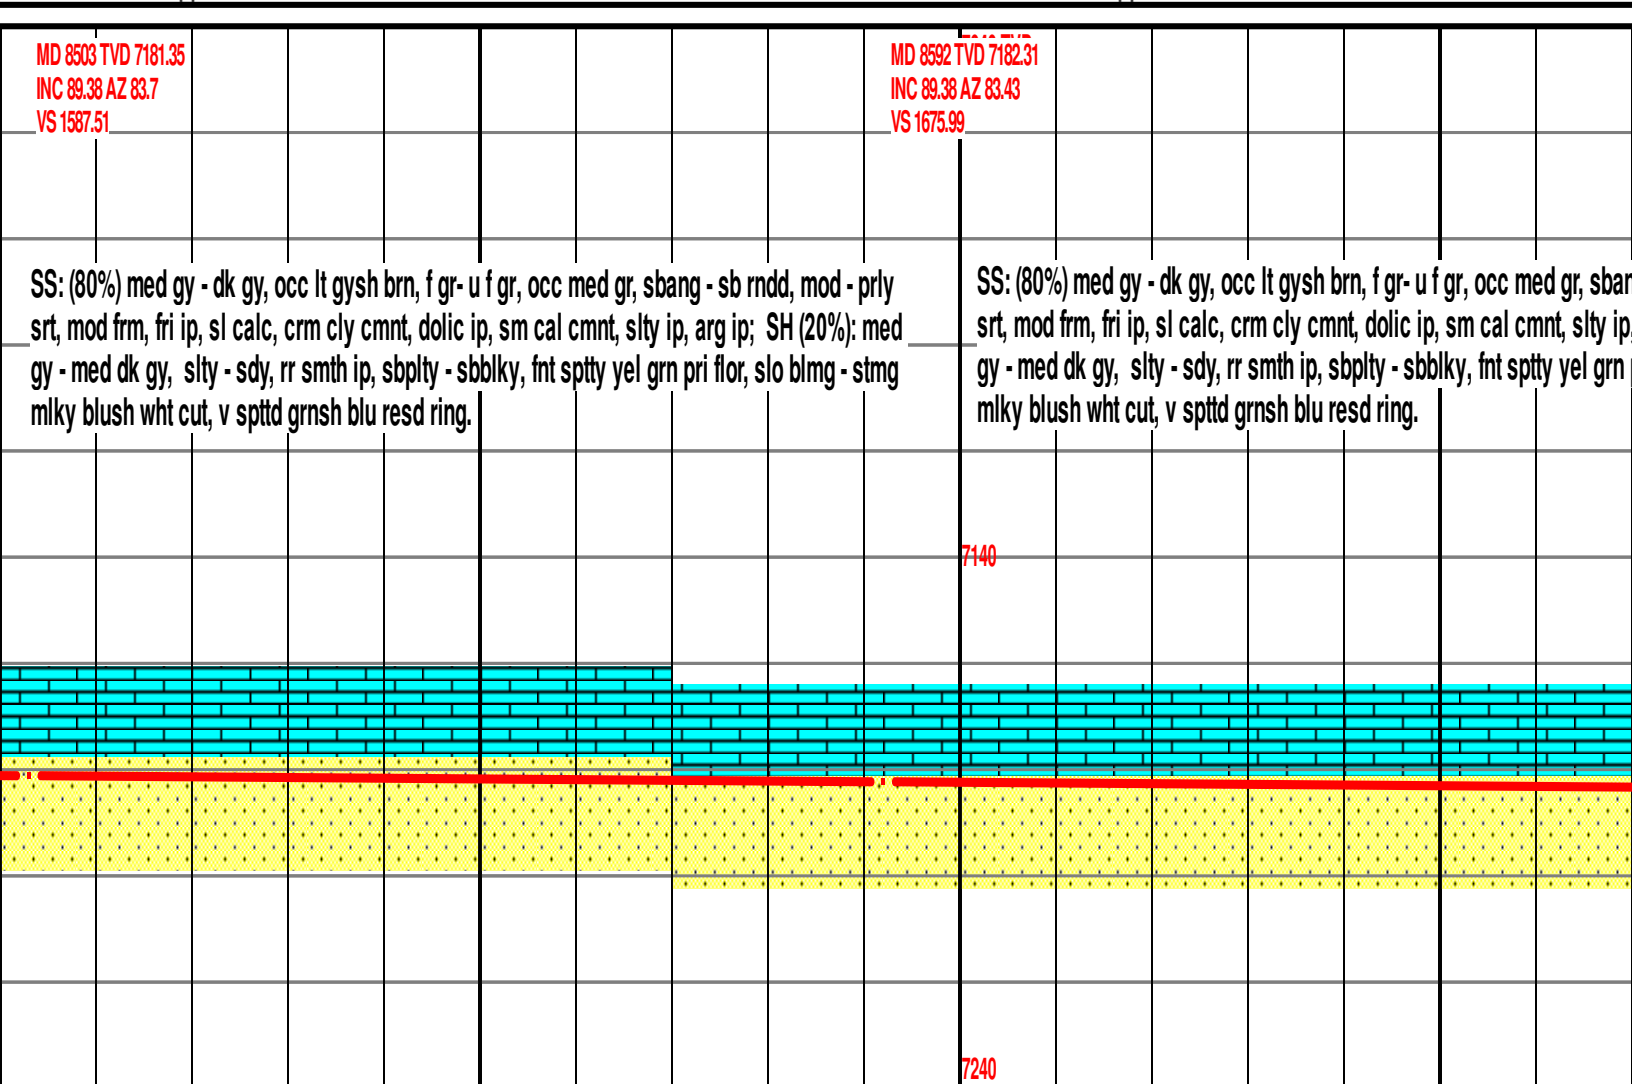 MD 8503 TVD 7181.35
INC 89.38 AZ 83.7
VS 1587.51
MD 8592 TVD 7182.31
INC 89.38 AZ 83.43
VS 1675.99
SS: (80%) med gy - dk gy, occ lt gysh brn, f gr- u f gr, occ med gr, sbang - sb rndd, mod - prly
srt, mod frm, fri ip, sl calc, crm cly cmnt, dolic ip, sm cal cmnt, slty ip, arg ip;  SH (20%): med
gy - med dk gy,  slty - sdy, rr smth ip, sbplty - sbblky, fnt sptty yel grn pri flor, slo blmg - stmg
mlky blush wht cut, v spttd grnsh blu resd ring.
SS: (80%) med gy - dk gy, occ lt gysh brn, f gr- u f gr, occ med gr,
srt, mod frm, fri ip, sl calc, crm cly cmnt, dolic ip, sm cal cmnt, slty ip,
gy - med dk gy,  slty - sdy, rr smth ip, sbplty - sbblky, fnt sptty yel grn
mlky blush wht cut, v spttd grnsh blu resd ring.
7140
7240